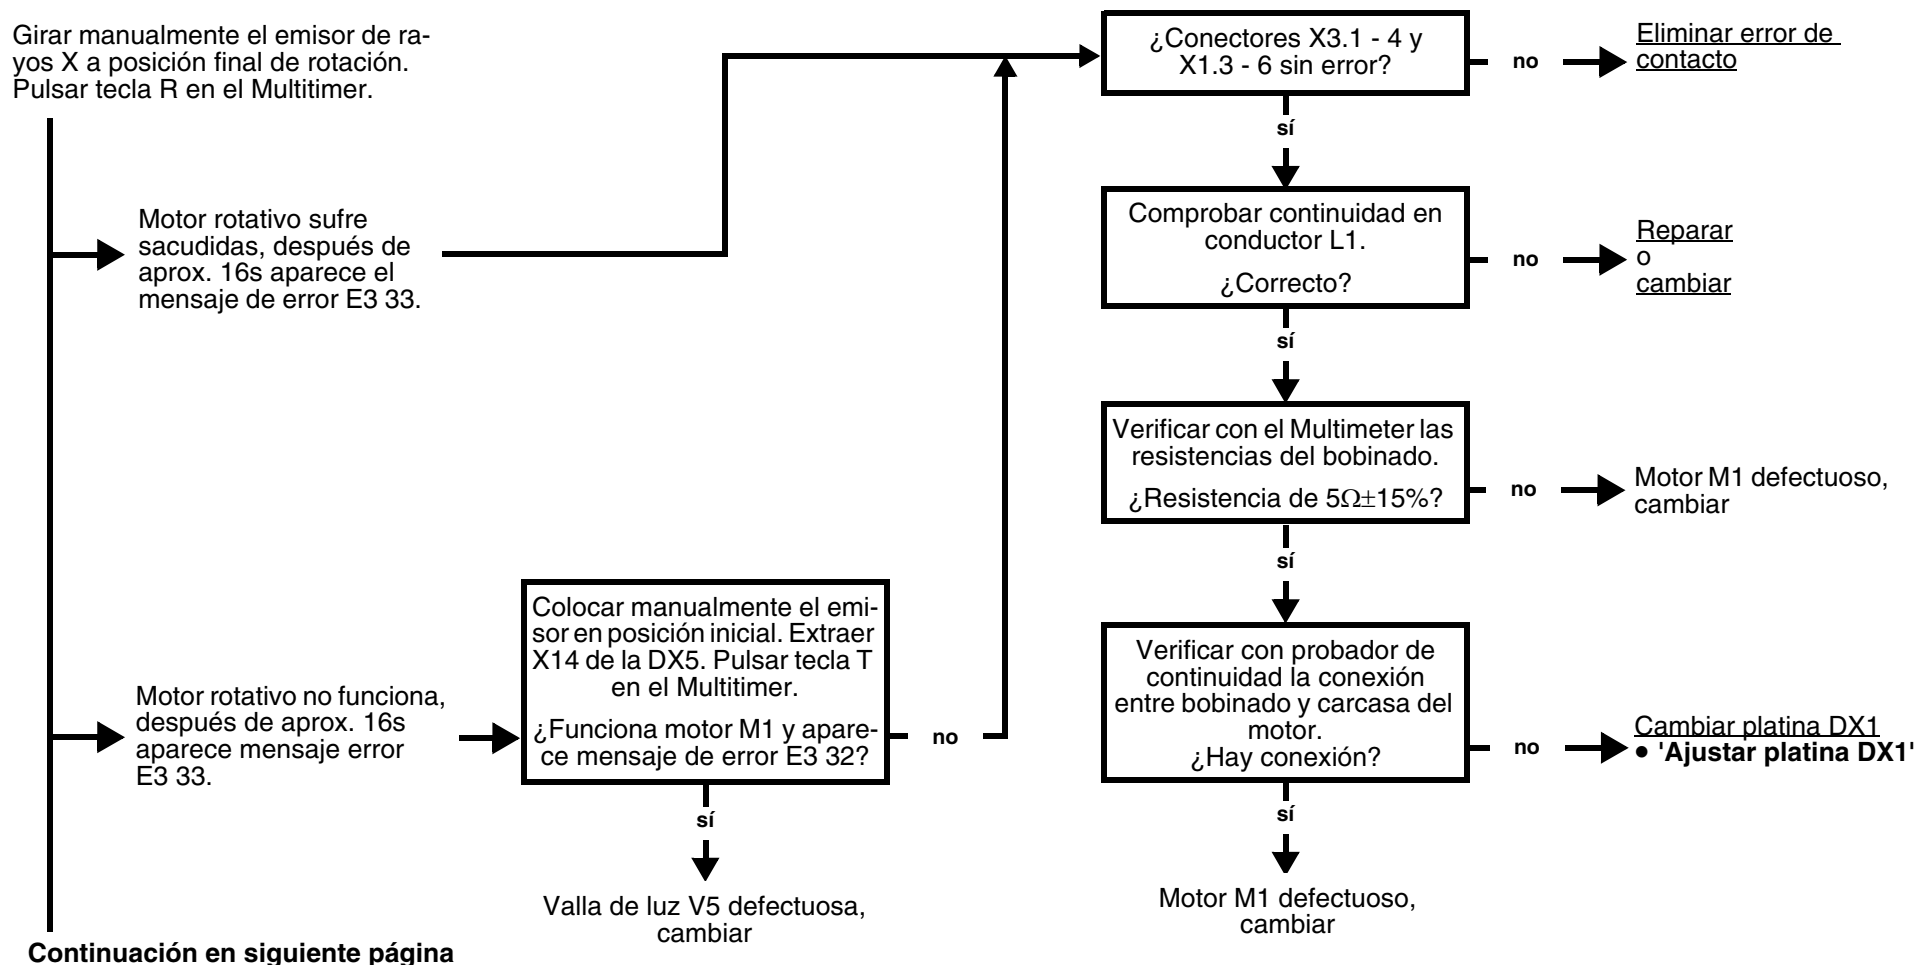 Girar manualmente el emisor de ra-
yos X a posición final de rotación.
Pulsar tecla R en el Multitimer.
Motor rotativo sufre
sacudidas, después de
aprox. 16s aparece el
mensaje de error E3 33.
Motor rotativo no funciona,
después de aprox. 16s
aparece mensaje error
E3 33.
Colocar manualmente el emi-
sor en posición inicial. Extraer
X14 de la DX5. Pulsar tecla T
en el Multitimer.
¿Funciona motor M1 y apare-
ce mensaje de error E3 32?
no
sí
Valla de luz V5 defectuosa,
cambiar
¿Conectores X3.1 - 4 y
X1.3 - 6 sin error?
no
Eliminar error de
contacto
sí
Comprobar continuidad en
conductor L1.
¿Correcto?
no
Reparar
o
cambiar
sí
Verificar con el Multimeter las
resistencias del bobinado.
¿Resistencia de 5Ω±15%?
no
Motor M1 defectuoso,
cambiar
sí
Verificar con probador de
continuidad la conexión
entre bobinado y carcasa del
motor.
¿Hay conexión?
no
Cambiar platina DX1
• 'Ajustar platina DX1'
sí
Motor M1 defectuoso,
cambiar
Continuación en siguiente página